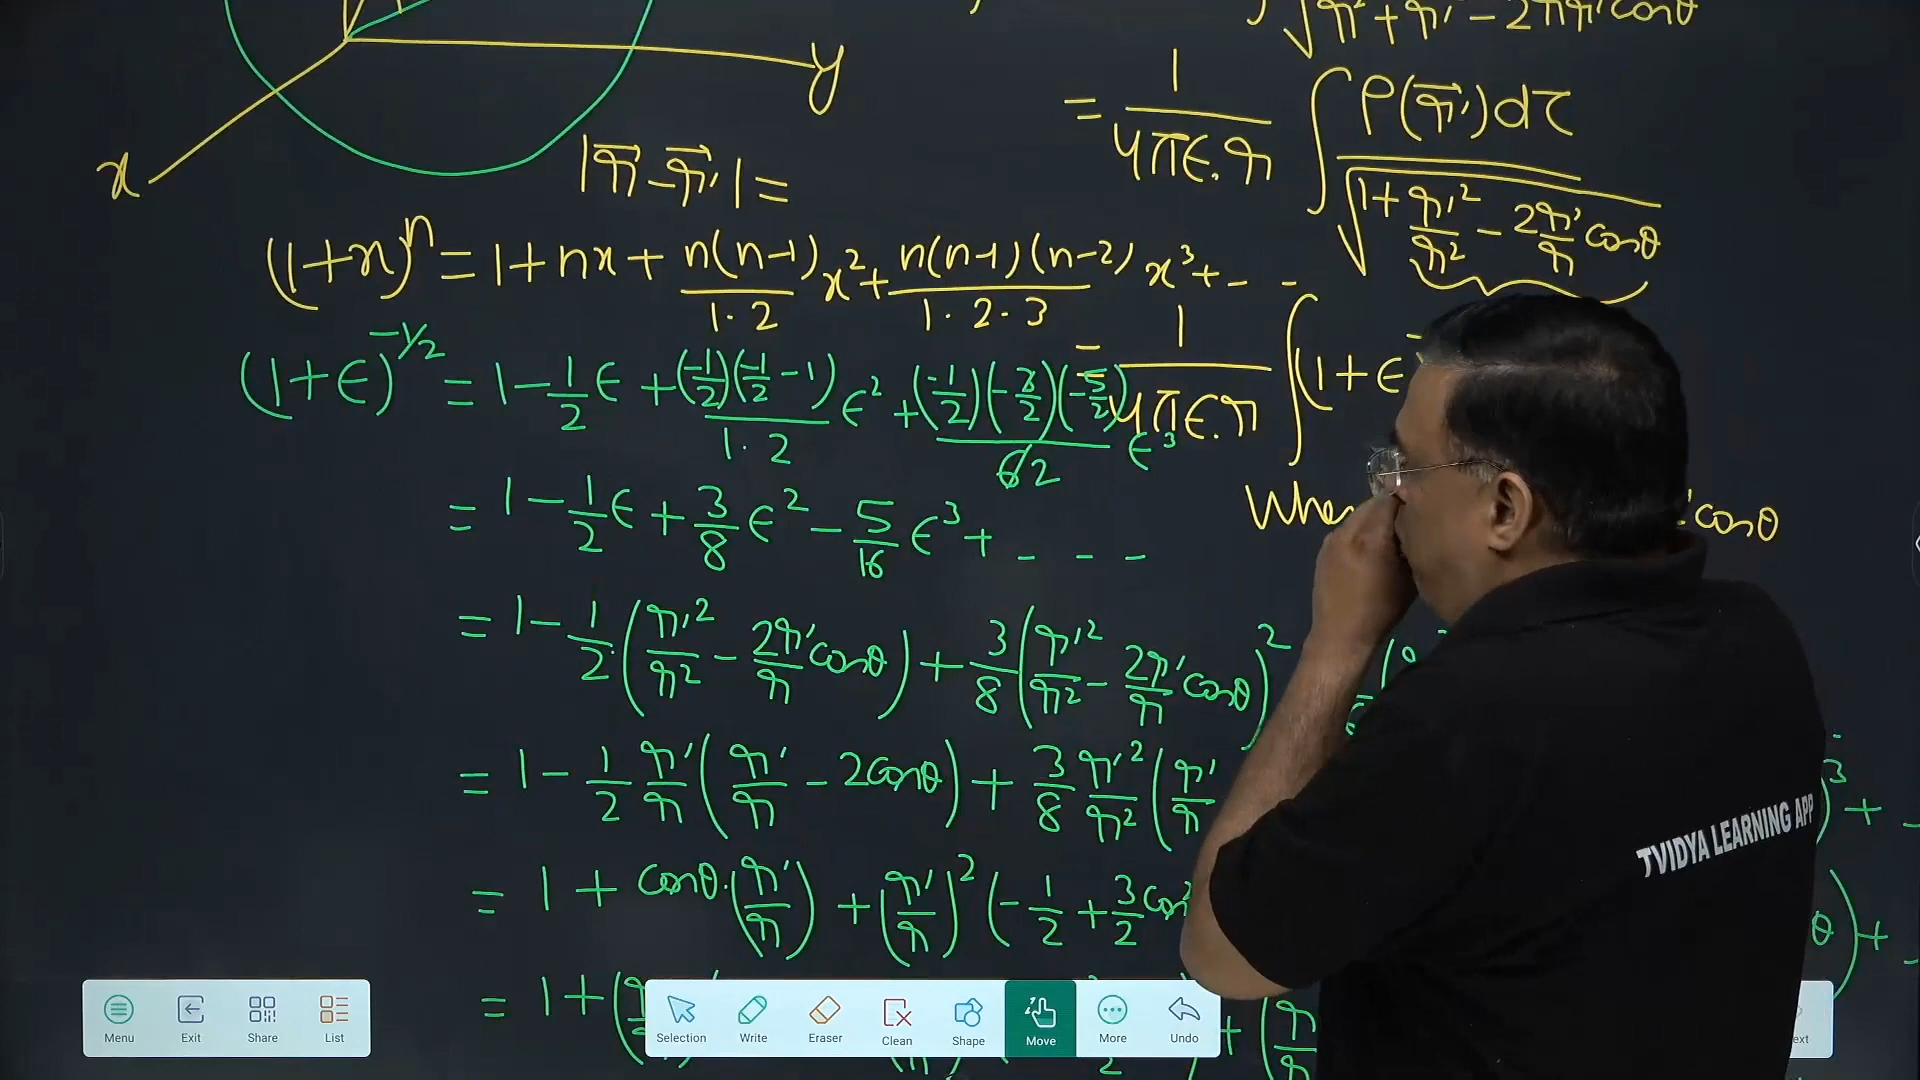 √r² + r'² - 2rr'cosθ
y
= 1/4πε₀r ∫ ρ(r⃗')dτ / √1 + r'²/r² - 2r'/r cosθ
x
|r⃗ - r⃗'| =
(1+x)ⁿ = 1 + nx + n(n-1)/1·2 x² + n(n-1)(n-2)/1·2·3 x³ + - -
= 1/4πε₀r ∫(1+ε
(1+ε)^-1/2 = 1 - 1/2 ε + (-1/2)(-1/2 - 1)/1·2 ε² + (-1/2)(-3/2)(-5/2)/62 ε³
= 1 - 1/2 ε + 3/8 ε² - 5/16 ε³ + - - -
cosθ
= 1 - 1/2 (r'²/r² - 2r'/r cosθ) + 3/8 (r'²/r² - 2r'/r cosθ)²
= 1 - 1/2 r'/r (r'/r - 2cosθ) + 3/8 r'²/r² (r'/r
)³ + -
= 1 + cosθ·(r'/r) + (r'/r)² (-1/2 + 3/2 cos²
θ) + -
= 1 + (
TVIDYA LEARNING APP
Menu
Exit
Share
List
Selection
Write
Eraser
Clean
Shape
Move
More
Undo